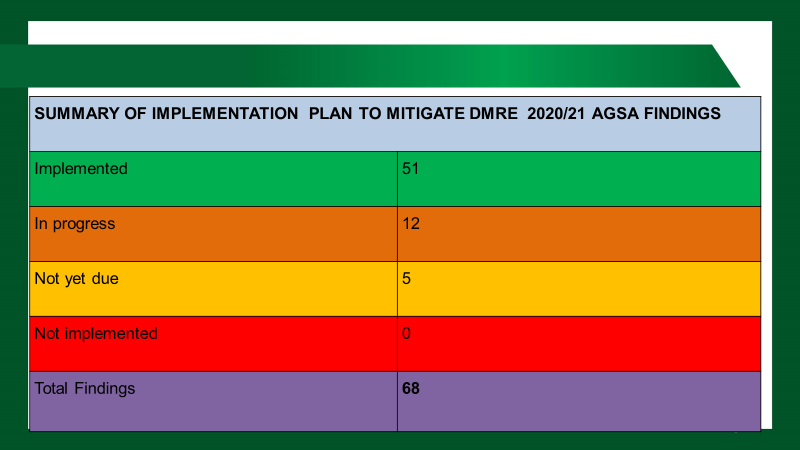 SUMMARY OF IMPLEMENTATION PLAN TO MITIGATE DMRE 2020/21 AGSA FINDINGS
Implemented 51
In progress 12
Not yet due 5
Not implemented 0
Total Findings 68